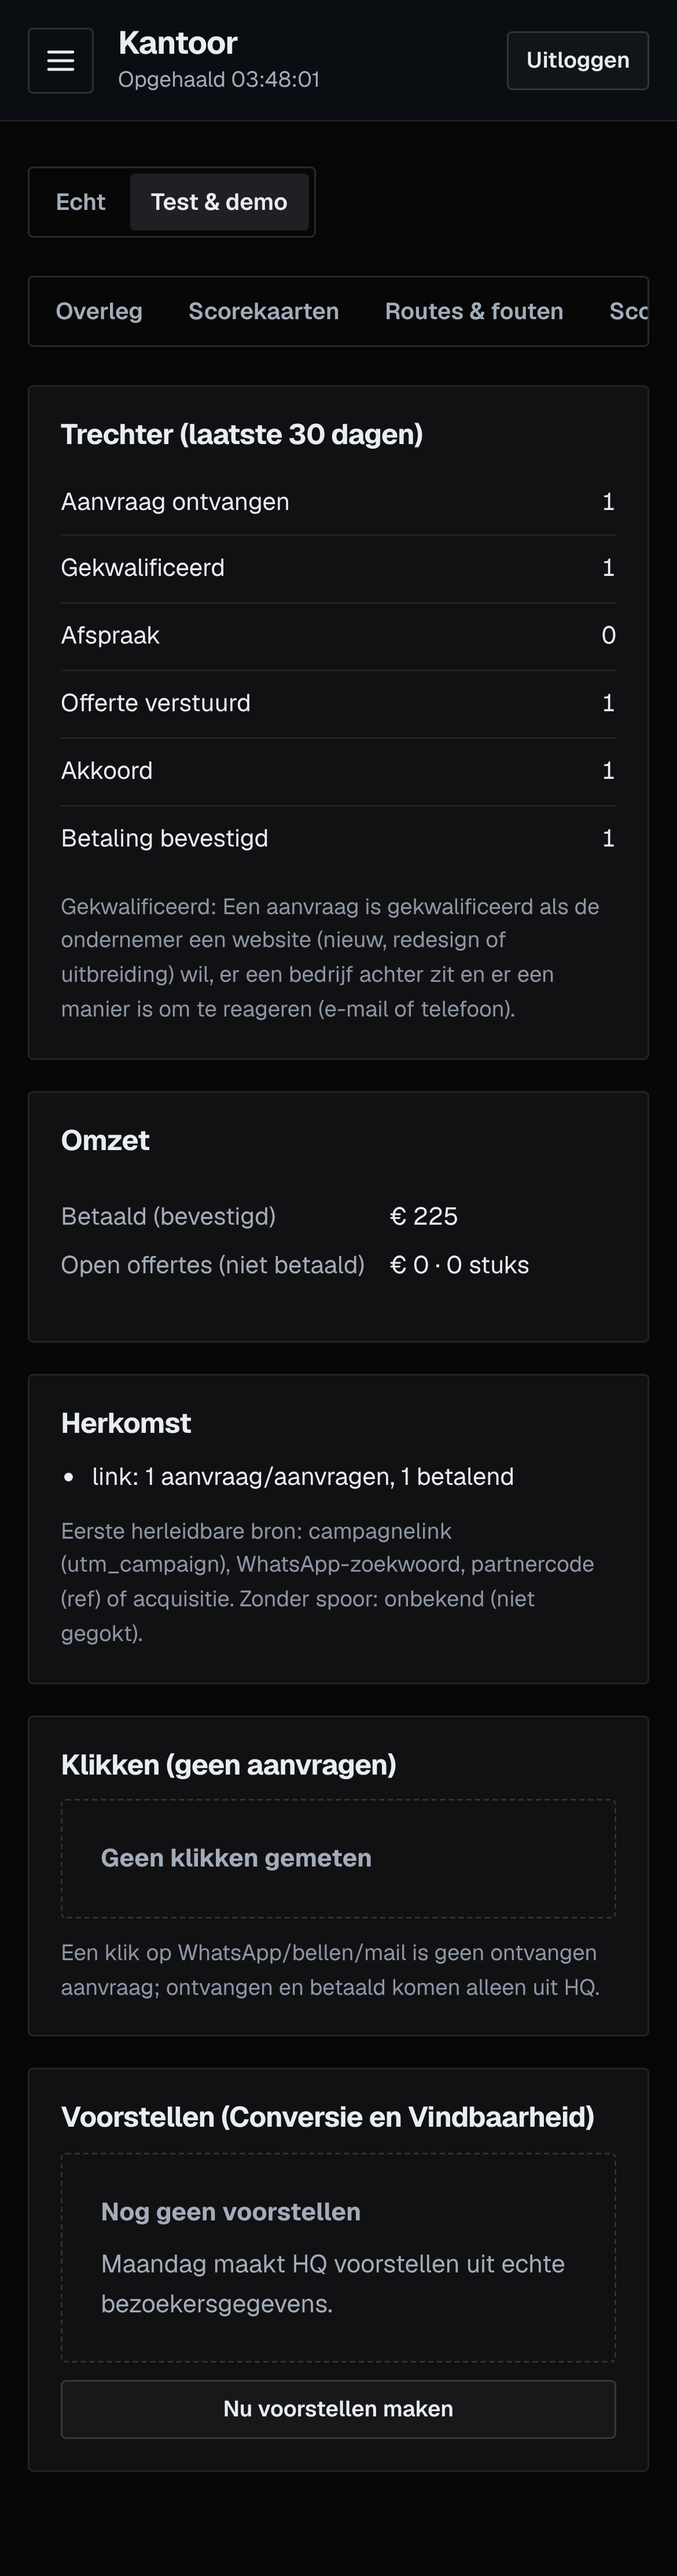 Kantoor
Opgehaald 03:48:01
Uitloggen
Echt
Test & demo
Overleg
Scorekaarten
Routes & fouten
Trechter (laatste 30 dagen)
Aanvraag ontvangen 1
Gekwalificeerd 1
Afspraak 0
Offerte verstuurd 1
Akkoord 1
Betaling bevestigd 1
Gekwalificeerd: Een aanvraag is gekwalificeerd als de
ondernemer een website (nieuw, redesign of
uitbreiding) wil, er een bedrijf achter zit en er een
manier is om te reageren (e-mail of telefoon).
Omzet
Betaald (bevestigd) € 225
Open offertes (niet betaald) € 0 · 0 stuks
Herkomst
• link: 1 aanvraag/aanvragen, 1 betalend
Eerste herleidbare bron: campagnelink
(utm_campaign), WhatsApp-zoekwoord, partnercode
(ref) of acquisitie. Zonder spoor: onbekend (niet
gegokt).
Klikken (geen aanvragen)
Geen klikken gemeten
Een klik op WhatsApp/bellen/mail is geen ontvangen
aanvraag; ontvangen en betaald komen alleen uit HQ.
Voorstellen (Conversie en Vindbaarheid)
Nog geen voorstellen
Maandag maakt HQ voorstellen uit echte
bezoekersgegevens.
Nu voorstellen maken